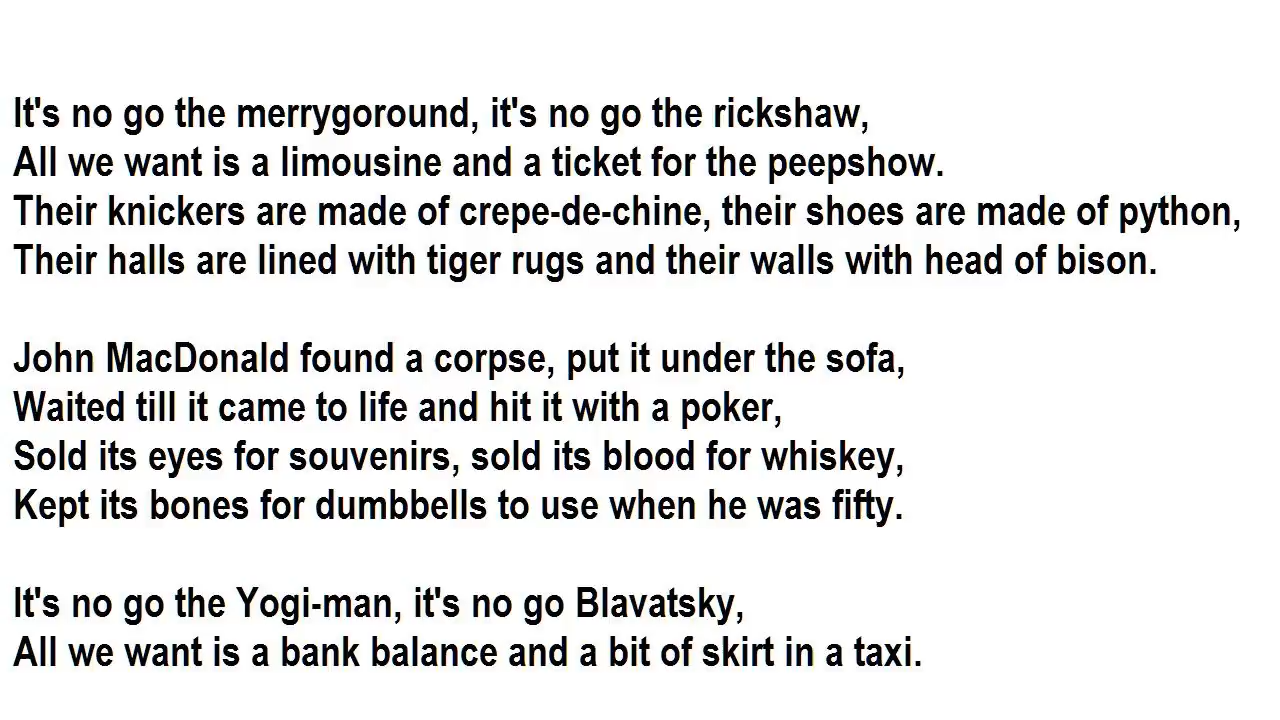 It's no go the merrygoround, it's no go the rickshaw,
All we want is a limousine and a ticket for the peepshow.
Their knickers are made of crepe-de-chine, their shoes are made of python,
Their halls are lined with tiger rugs and their walls with head of bison.
John MacDonald found a corpse, put it under the sofa,
Waited till it came to life and hit it with a poker,
Sold its eyes for souvenirs, sold its blood for whiskey,
Kept its bones for dumbbells to use when he was fifty.
It's no go the Yogi-man, it's no go Blavatsky,
All we want is a bank balance and a bit of skirt in a taxi.